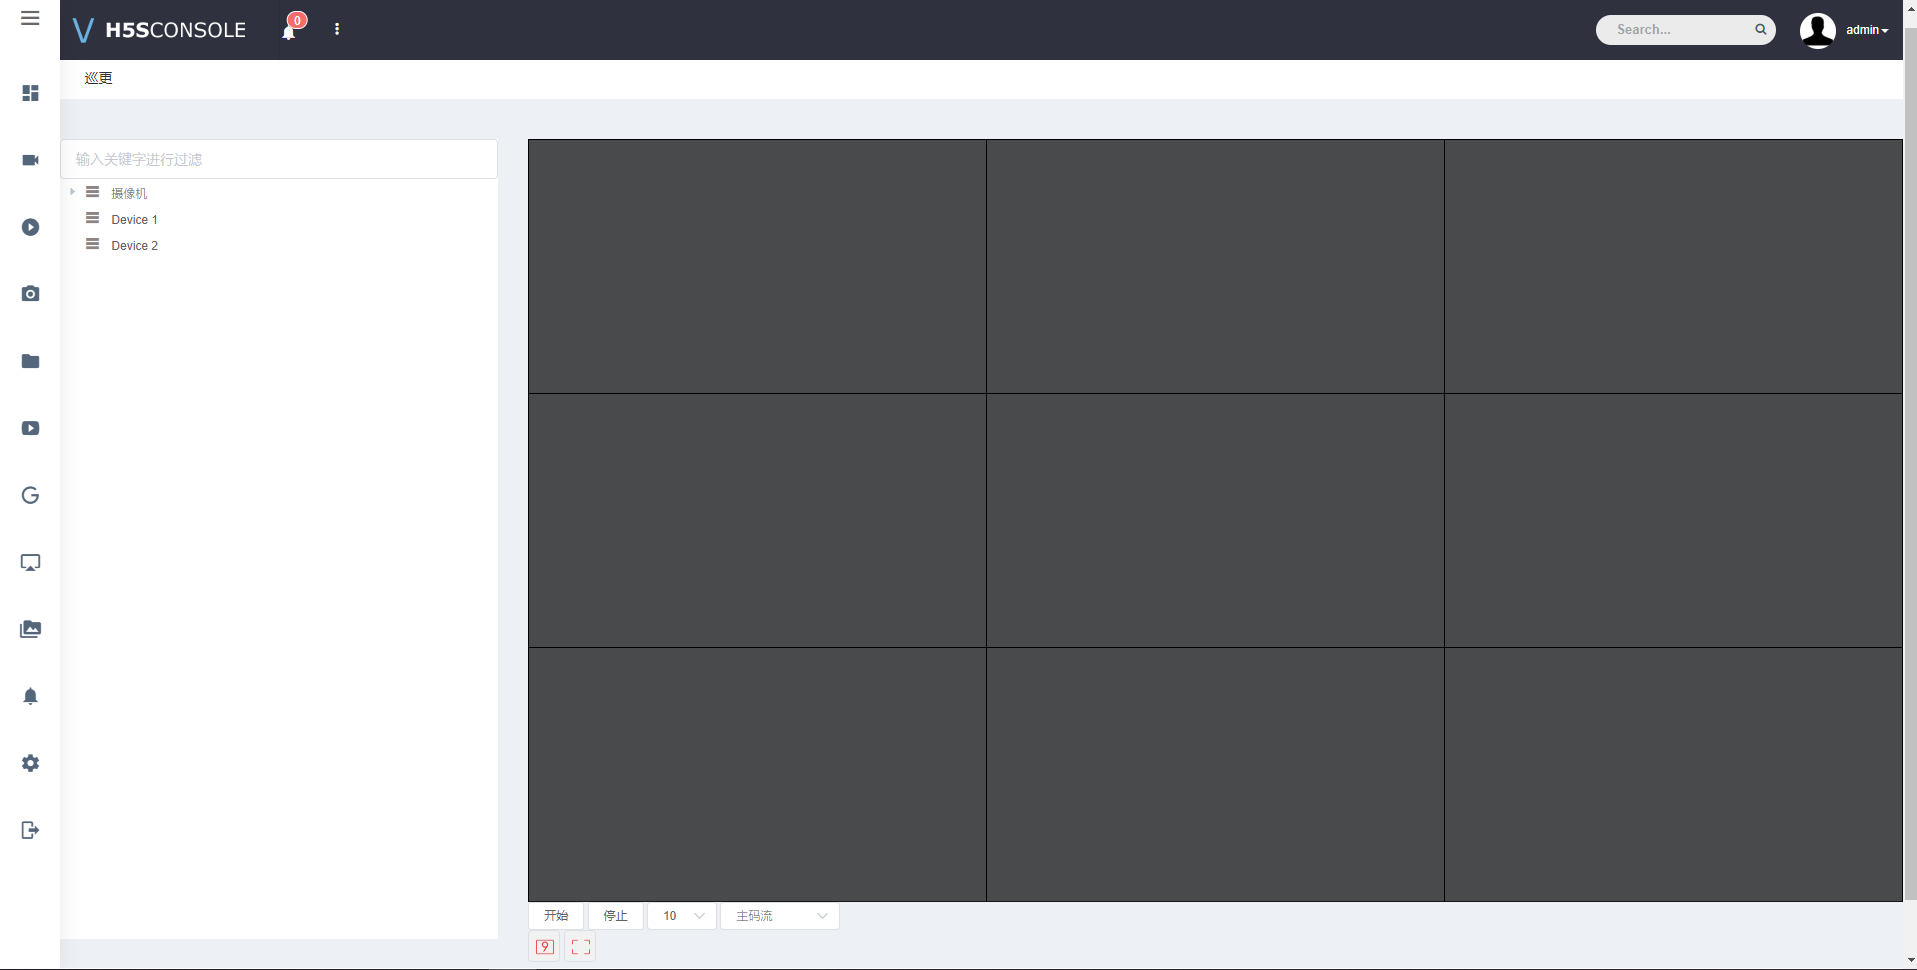 V H5SCONSOLE
0
Search...
admin
巡更
输入关键字进行过滤
摄像机
Device 1
Device 2
开始
停止
10
主码流
9